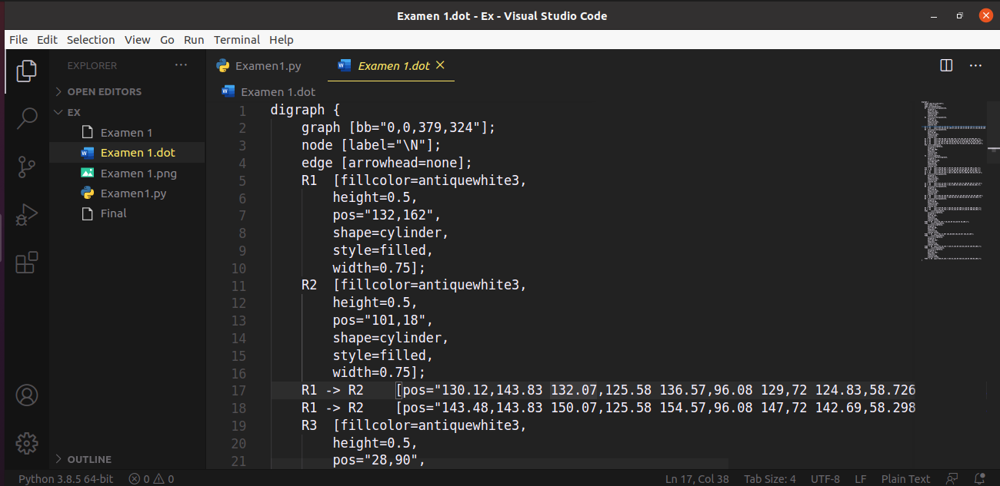 Examen 1.dot - Ex - Visual Studio Code
File Edit Selection View Go Run Terminal Help
EXPLORER
OPEN EDITORS
EX
Examen 1
Examen 1.dot
Examen 1.png
Examen1.py
Final
OUTLINE
Examen1.py Examen 1.dot
Examen 1.dot
1 digraph {
2 graph [bb="0,0,379,324"];
3 node [label="\N"];
4 edge [arrowhead=none];
5 R1 [fillcolor=antiquewhite3,
6 height=0.5,
7 pos="132,162",
8 shape=cylinder,
9 style=filled,
10 width=0.75];
11 R2 [fillcolor=antiquewhite3,
12 height=0.5,
13 pos="101,18",
14 shape=cylinder,
15 style=filled,
16 width=0.75];
17 R1 -> R2 [pos="130.12,143.83 132.07,125.58 136.57,96.08 129,72 124.83,58.726
18 R1 -> R2 [pos="143.48,143.83 150.07,125.58 154.57,96.08 147,72 142.69,58.298
19 R3 [fillcolor=antiquewhite3,
20 height=0.5,
21 pos="28,90",
Python 3.8.5 64-bit 0 0 Ln 17, Col 38 Tab Size: 4 UTF-8 LF Plain Text